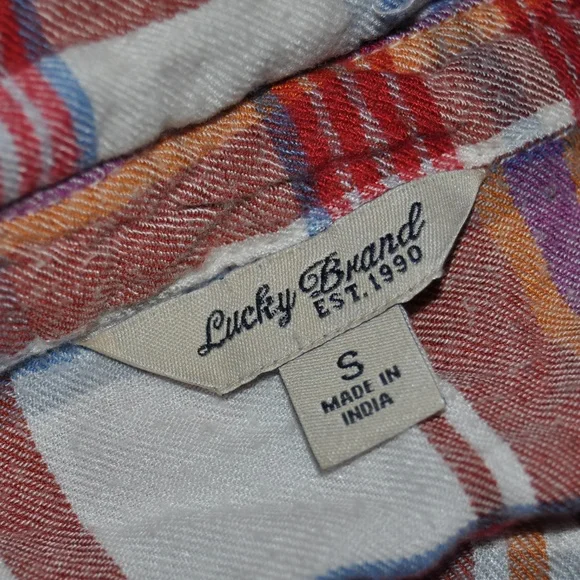 Lucky Brand
EST. 1990
S
MADE IN
INDIA